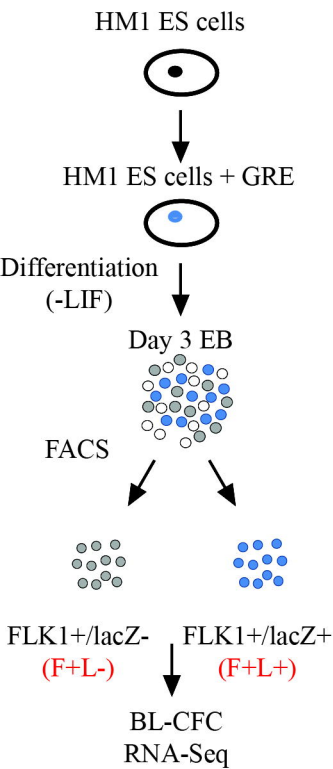 HM1 ES cells
HM1 ES cells + GRE
Differentiation
(-LIF)
Day 3 EB
FACS
FLK1+/lacZ- FLK1+/lacZ+
(F+L-) (F+L+)
BL-CFC
RNA-Seq